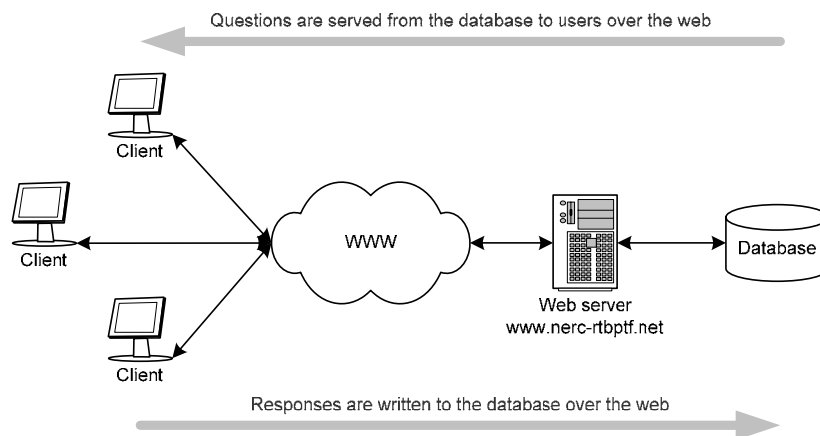 Questions are served from the database to users over the web
Client
Client
Client
WWW
Web server
www.nerc-rtbptf.net
Database
Responses are written to the database over the web